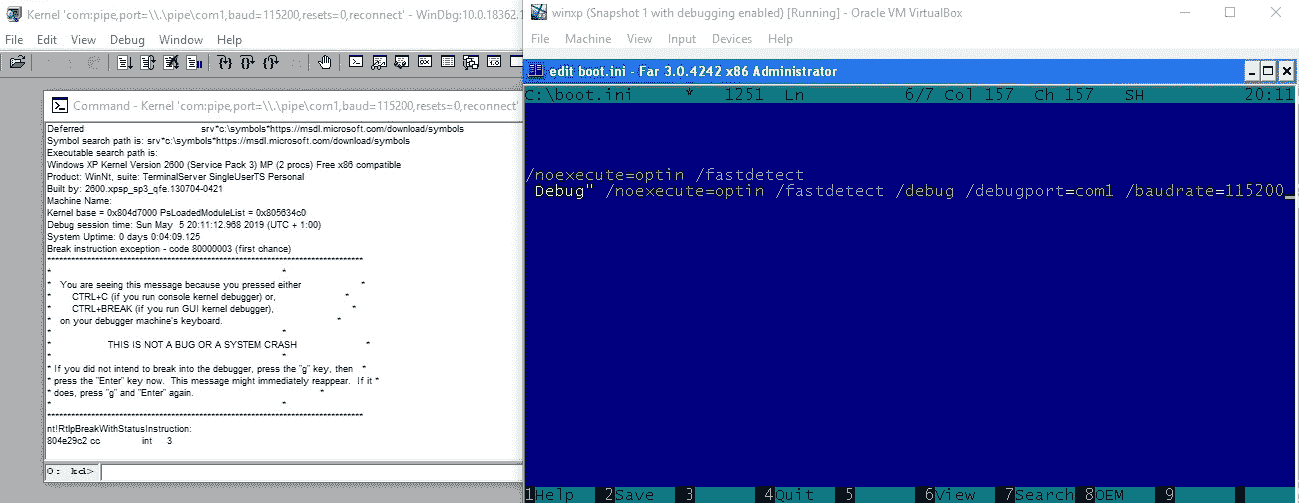 Kernel 'com:pipe,port=\\.\pipe\com1,baud=115200,resets=0,reconnect' - WinDbg:10.0.18362.1
File Edit View Debug Window Help
Command - Kernel 'com:pipe,port=\\.\pipe\com1,baud=115200,resets=0,reconnect'
Deferred srv*c:\symbols*https://msdl.microsoft.com/download/symbols
Symbol search path is: srv*c:\symbols*https://msdl.microsoft.com/download/symbols
Executable search path is:
Windows XP Kernel Version 2600 (Service Pack 3) MP (2 procs) Free x86 compatible
Product: WinNt, suite: TerminalServer SingleUserTS Personal
Built by: 2600.xpsp_sp3_qfe.130704-0421
Machine Name:
Kernel base = 0x804d7000 PsLoadedModuleList = 0x805634c0
Debug session time: Sun May 5 20:11:12.968 2019 (UTC + 1:00)
System Uptime: 0 days 0:04:09.125
Break instruction exception - code 80000003 (first chance)
*******************************************************************************
* *
* You are seeing this message because you pressed either *
* CTRL+C (if you run console kernel debugger) or, *
* CTRL+BREAK (if you run GUI kernel debugger), *
* on your debugger machine's keyboard. *
* *
* THIS IS NOT A BUG OR A SYSTEM CRASH *
* *
* If you did not intend to break into the debugger, press the "g" key, then *
* press the "Enter" key now. This message might immediately reappear. If it *
* does, press "g" and "Enter" again. *
* *
*******************************************************************************
nt!RtlpBreakWithStatusInstruction:
804e29c2 cc int 3
0: kd>
winxp (Snapshot 1 with debugging enabled) [Running] - Oracle VM VirtualBox
File Machine View Input Devices Help
edit boot.ini - Far 3.0.4242 x86 Administrator
C:\boot.ini * 1251 Ln 6/7 Col 157 Ch 157 SH 20:11
/noexecute=optin /fastdetect
Debug" /noexecute=optin /fastdetect /debug /debugport=com1 /baudrate=115200_
1Help 2Save 3 4Quit 5 6View 7Search 8OEM 9